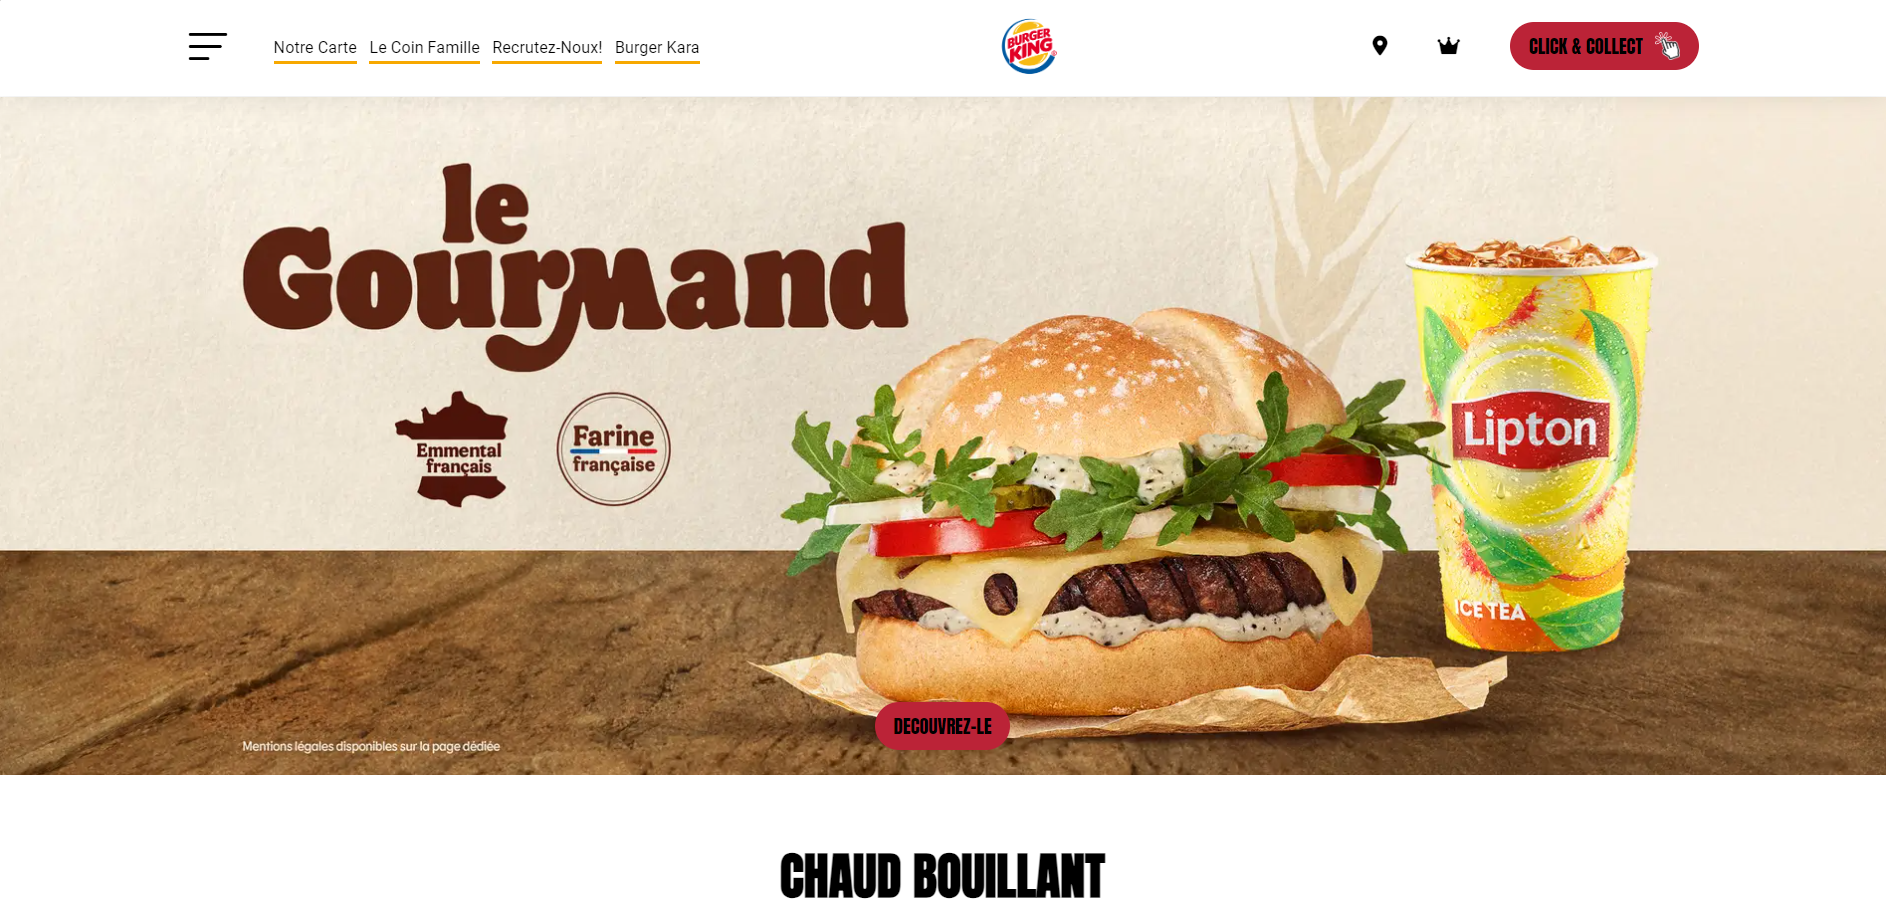 Notre Carte Le Coin Famille Recrutez-Noux! Burger Kara
BURGER
KING®
CLICK & COLLECT
le
Gourmand
Emmental
français
Farine
française
Lipton
ICE TEA
DECOUVREZ-LE
Mentions légales disponibles sur la page dédiée
CHAUD BOUILLANT